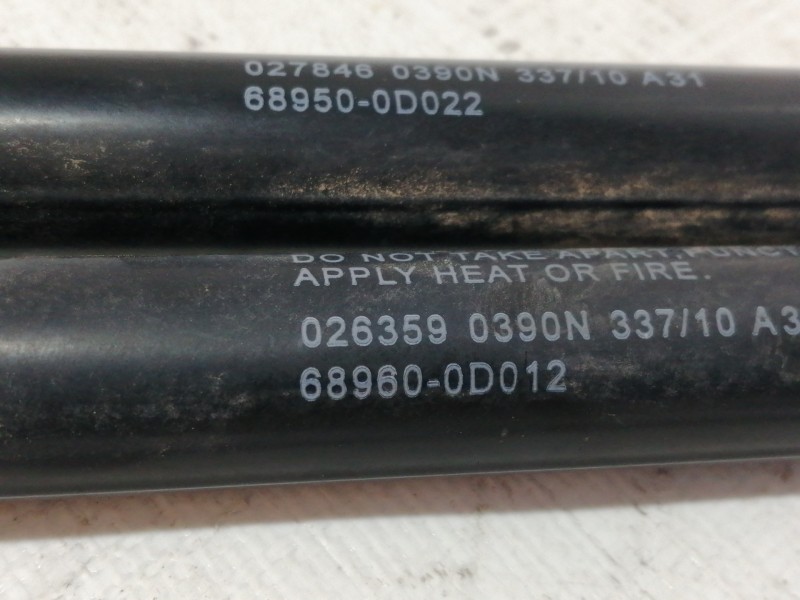 027846 0390N 337/10 A31
68950-0D022
DO NOT TAKE APART, PUNCT
APPLY HEAT OR FIRE.
026359 0390N 337/10 A3
68960-0D012